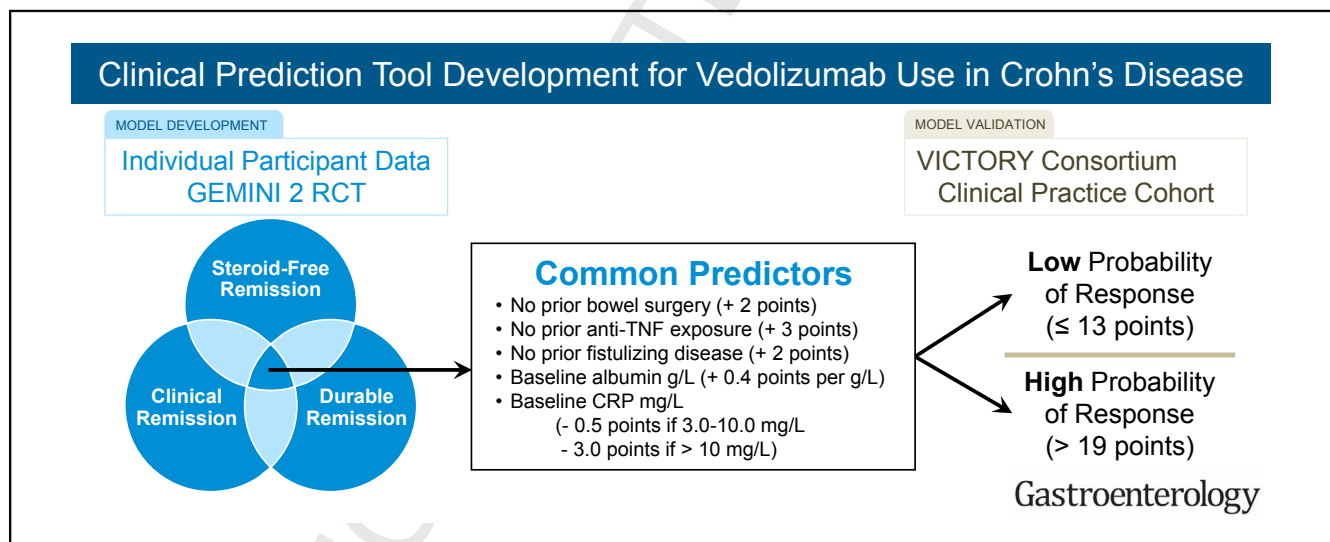 Clinical Prediction Tool Development for Vedolizumab Use in Crohn's Disease
MODEL DEVELOPMENT
Individual Participant Data
GEMINI 2 RCT
MODEL VALIDATION
VICTORY Consortium
Clinical Practice Cohort
Steroid-Free
Remission
Clinical
Remission
Durable
Remission
Common Predictors
• No prior bowel surgery (+ 2 points)
• No prior anti-TNF exposure (+ 3 points)
• No prior fistulizing disease (+ 2 points)
• Baseline albumin g/L (+ 0.4 points per g/L)
• Baseline CRP mg/L
(- 0.5 points if 3.0-10.0 mg/L
- 3.0 points if > 10 mg/L)
Low Probability
of Response
(≤ 13 points)
High Probability
of Response
(> 19 points)
Gastroenterology